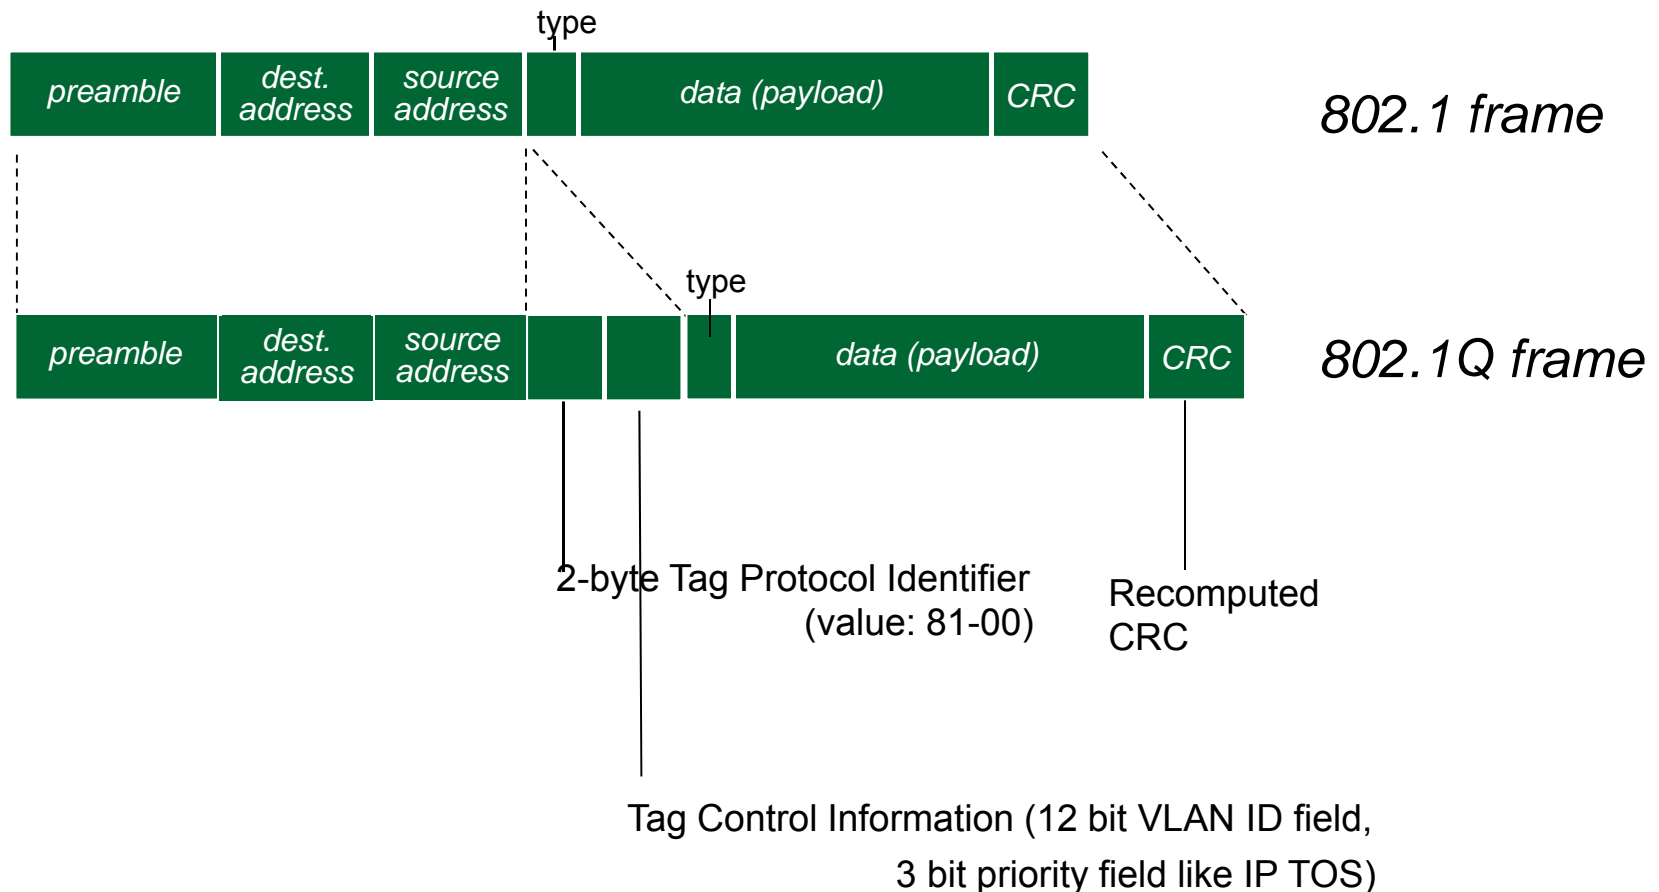 type
preamble
dest.
address
source
address
data (payload)
CRC
802.1 frame
type
preamble
dest.
address
source
address
data (payload)
CRC
802.1Q frame
2-byte Tag Protocol Identifier
(value: 81-00)
Recomputed
CRC
Tag Control Information (12 bit VLAN ID field,
3 bit priority field like IP TOS)